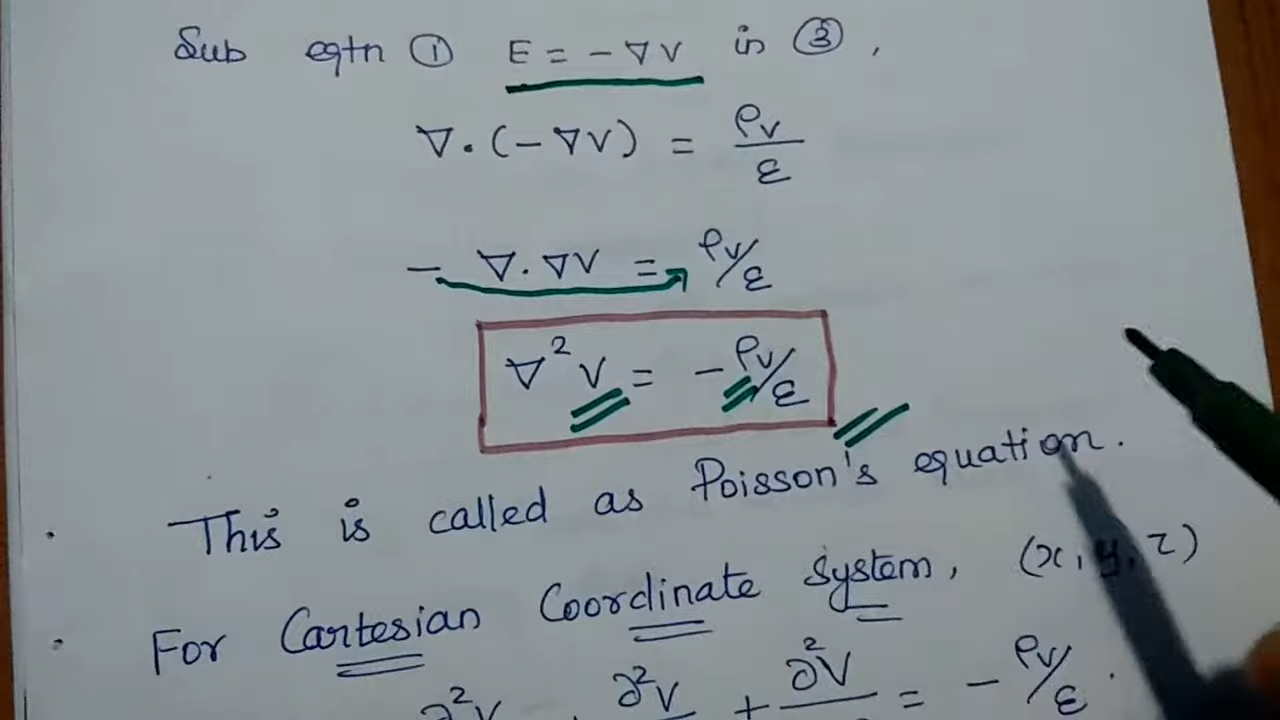 Sub eqtn ① E = - ∇V in ③,
∇ . (- ∇V) = ρv/ε
- ∇ . ∇V = ρv/ε
∇²V = - ρv/ε
This is called as Poisson's equation.
For Cartesian Coordinate system, (x, y, z)
∂²V ∂²V + ∂²V = - ρv/ε .